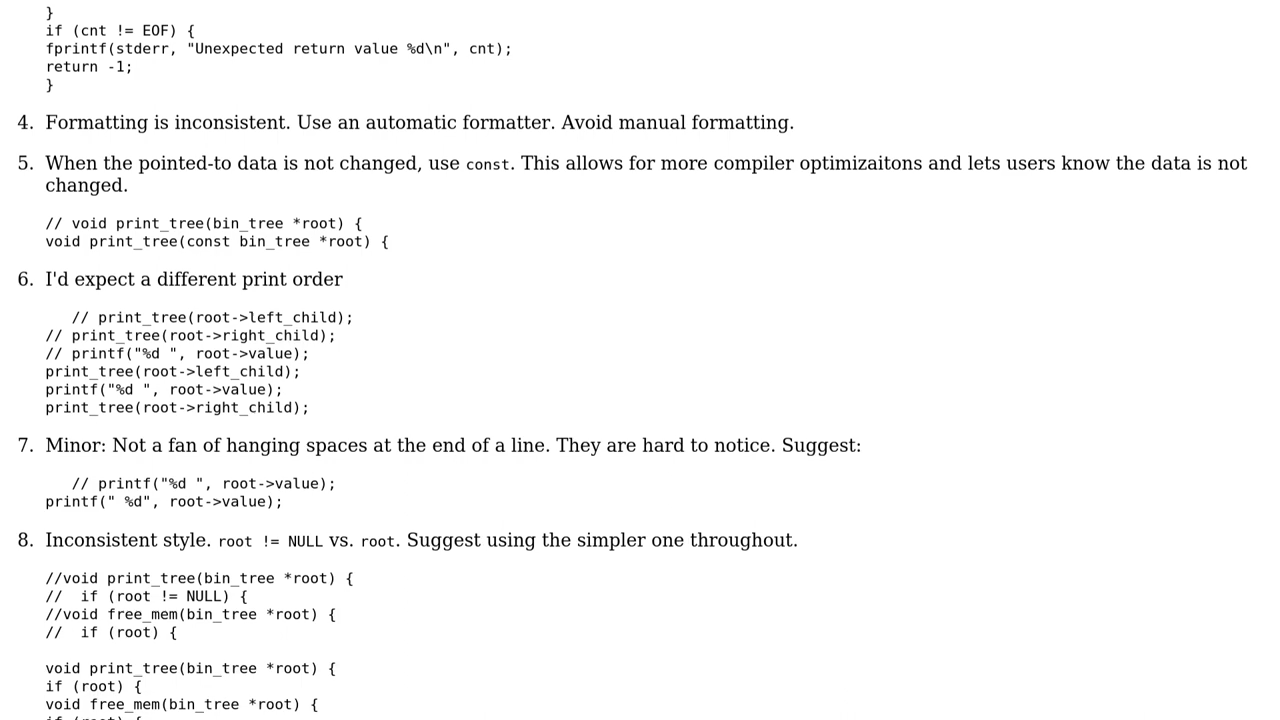 }
if (cnt != EOF) {
fprintf(stderr, "Unexpected return value %d\n", cnt);
return -1;
}
4. Formatting is inconsistent. Use an automatic formatter. Avoid manual formatting.
5. When the pointed-to data is not changed, use const. This allows for more compiler optimizaitons and lets users know the data is not
changed.
// void print_tree(bin_tree *root) {
void print_tree(const bin_tree *root) {
6. I'd expect a different print order
// print_tree(root->left_child);
// print_tree(root->right_child);
// printf("%d ", root->value);
print_tree(root->left_child);
printf("%d ", root->value);
print_tree(root->right_child);
7. Minor: Not a fan of hanging spaces at the end of a line. They are hard to notice. Suggest:
// printf("%d ", root->value);
printf(" %d", root->value);
8. Inconsistent style. root != NULL vs. root. Suggest using the simpler one throughout.
//void print_tree(bin_tree *root) {
//  if (root != NULL) {
//void free_mem(bin_tree *root) {
//  if (root) {
void print_tree(bin_tree *root) {
if (root) {
void free_mem(bin_tree *root) {
if (root) {